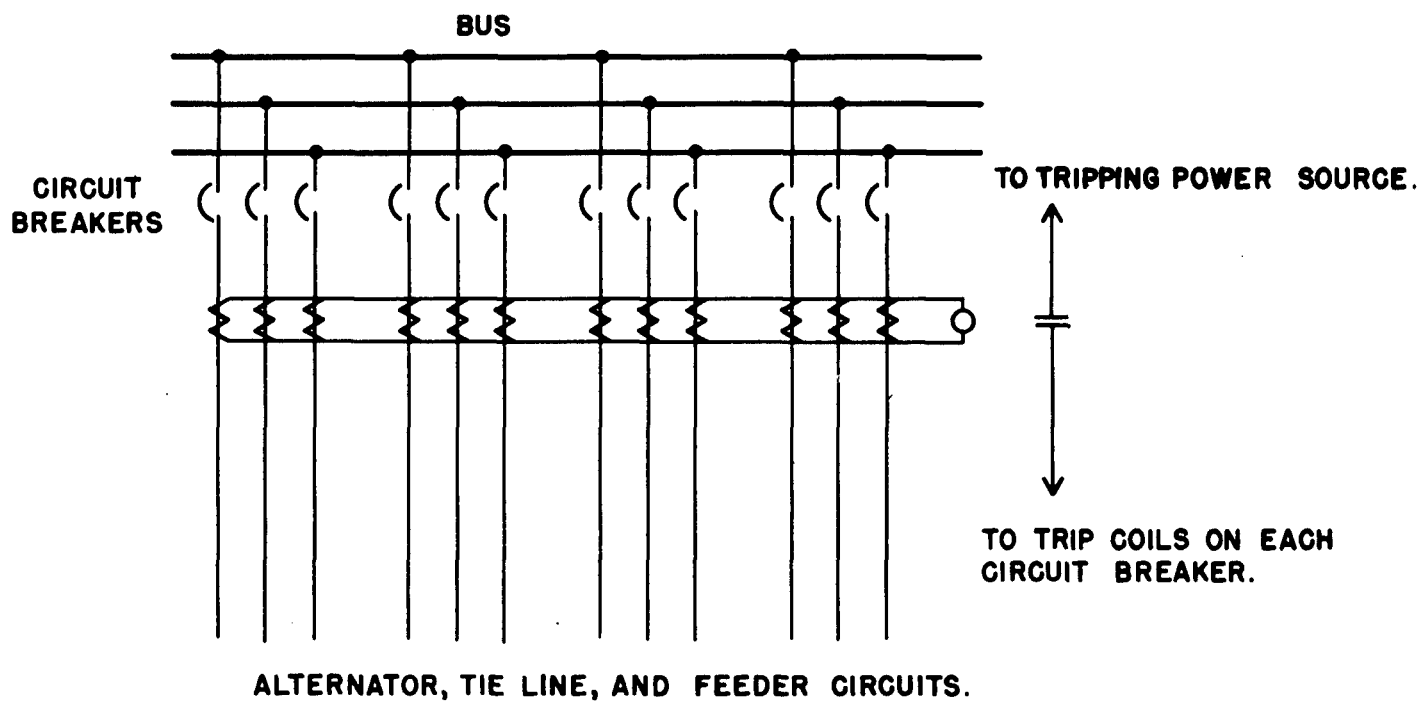 BUS
CIRCUIT
BREAKERS
TO TRIPPING POWER SOURCE.
TO TRIP COILS ON EACH
CIRCUIT BREAKER.
ALTERNATOR, TIE LINE, AND FEEDER CIRCUITS.